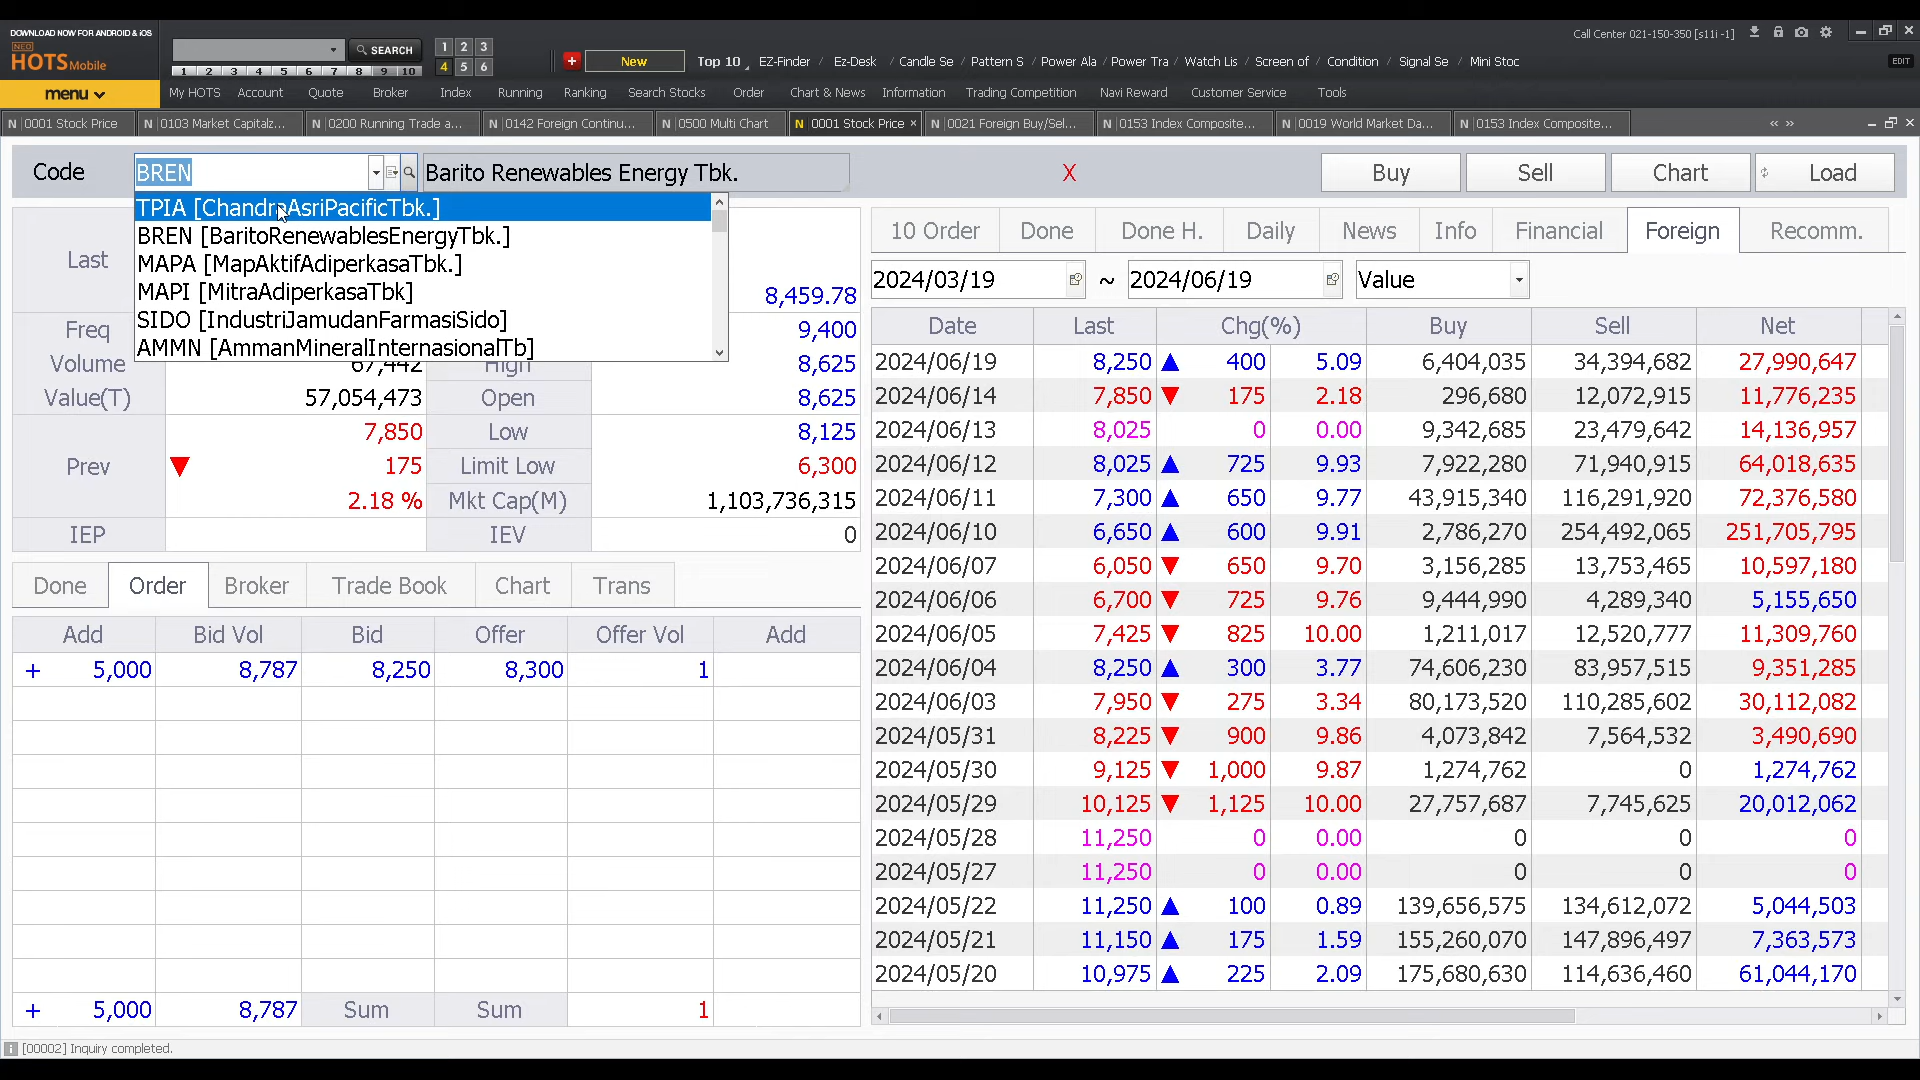 DOWNLOAD NOW FOR ANDROID & iOS
NEO
HOTS Mobile
SEARCH
1 2 3
4 5 6
1 2 3 4 5 6 7 8 9 10
New
Top 10
EZ-Finder / Ez-Desk / Candle Se / Pattern S / Power Ala / Power Tra / Watch Lis / Screen of / Condition / Signal Se / Mini Stoc
Call Center 021-150-350 [s11i -1]
EDIT
menu
My HOTS Account Quote Broker Index Running Ranking Search Stocks Order Chart & News Information Trading Competition Navi Reward Customer Service Tools
N 0001 Stock Price N 0103 Market Capitalz... N 0200 Running Trade a... N 0142 Foreign Continu... N 0500 Multi Chart N 0001 Stock Price × N 0021 Foreign Buy/Sel... N 0153 Index Composite... N 0019 World Market Da... N 0153 Index Composite...
Code BREN Barito Renewables Energy Tbk. X Buy Sell Chart Load
TPIA [ChandraAsriPacificTbk.]
BREN [BaritoRenewablesEnergyTbk.]
MAPA [MapAktifAdiperkasaTbk.]
MAPI [MitraAdiperkasaTbk]
SIDO [IndustriJamudanFarmasiSido]
AMMN [AmmanMineralInternasionalTb]
Last 8,459.78
Freq 9,400
Volume 67,442 High 8,625
Value(T) 57,054,473 Open 8,625
7,850 Low 8,125
Prev ▼ 175 Limit Low 6,300
2.18 % Mkt Cap(M) 1,103,736,315
IEP IEV 0
Done Order Broker Trade Book Chart Trans
Add Bid Vol Bid Offer Offer Vol Add
+ 5,000 8,787 8,250 8,300 1
+ 5,000 8,787 Sum Sum 1
10 Order Done Done H. Daily News Info Financial Foreign Recomm.
2024/03/19 ~ 2024/06/19 Value
Date Last Chg(%) Buy Sell Net
2024/06/19 8,250 ▲ 400 5.09 6,404,035 34,394,682 27,990,647
2024/06/14 7,850 ▼ 175 2.18 296,680 12,072,915 11,776,235
2024/06/13 8,025 0 0.00 9,342,685 23,479,642 14,136,957
2024/06/12 8,025 ▲ 725 9.93 7,922,280 71,940,915 64,018,635
2024/06/11 7,300 ▲ 650 9.77 43,915,340 116,291,920 72,376,580
2024/06/10 6,650 ▲ 600 9.91 2,786,270 254,492,065 251,705,795
2024/06/07 6,050 ▼ 650 9.70 3,156,285 13,753,465 10,597,180
2024/06/06 6,700 ▼ 725 9.76 9,444,990 4,289,340 5,155,650
2024/06/05 7,425 ▼ 825 10.00 1,211,017 12,520,777 11,309,760
2024/06/04 8,250 ▲ 300 3.77 74,606,230 83,957,515 9,351,285
2024/06/03 7,950 ▼ 275 3.34 80,173,520 110,285,602 30,112,082
2024/05/31 8,225 ▼ 900 9.86 4,073,842 7,564,532 3,490,690
2024/05/30 9,125 ▼ 1,000 9.87 1,274,762 0 1,274,762
2024/05/29 10,125 ▼ 1,125 10.00 27,757,687 7,745,625 20,012,062
2024/05/28 11,250 0 0.00 0 0 0
2024/05/27 11,250 0 0.00 0 0 0
2024/05/22 11,250 ▲ 100 0.89 139,656,575 134,612,072 5,044,503
2024/05/21 11,150 ▲ 175 1.59 155,260,070 147,896,497 7,363,573
2024/05/20 10,975 ▲ 225 2.09 175,680,630 114,636,460 61,044,170
[00002] Inquiry completed.